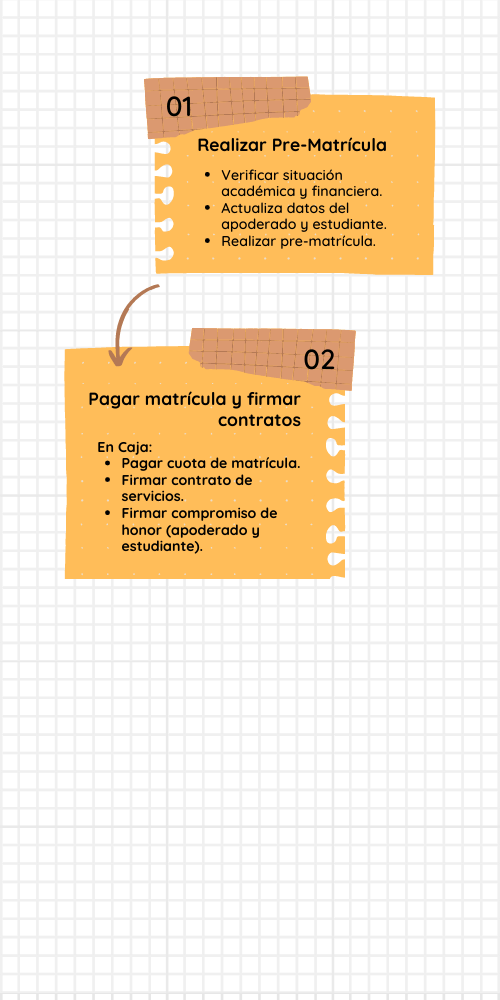 01
Realizar Pre-Matrícula
• Verificar situación
académica y financiera.
• Actualiza datos del
apoderado y estudiante.
• Realizar pre-matrícula.
02
Pagar matrícula y firmar
contratos
En Caja:
• Pagar cuota de matrícula.
• Firmar contrato de
servicios.
• Firmar compromiso de
honor (apoderado y
estudiante).